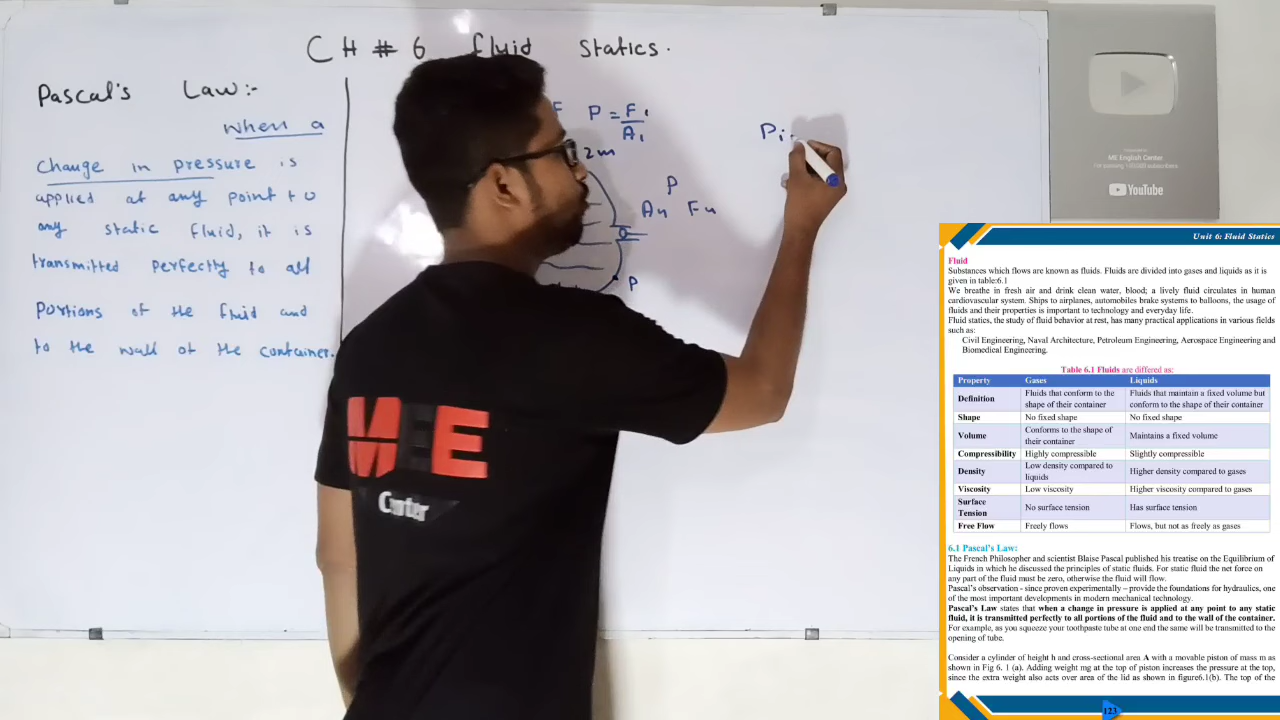 CH # 6 fluid Statics.
Pascal's Law:-
When a
Change in pressure is
applied at any point to
any static fluid, it is
transmitted perfectly to all
Portions of the fluid and
to the wall of the container.
F P = F1
A1
2m
P
An Fn
P
Pi
MEE
Center
ME English Center
YouTube
Unit 6: Fluid Statics
Fluid
Substances which flows are known as fluids. Fluids are divided into gases and liquids as it is
given in table:6.1
We breathe in fresh air and drink clean water, blood; a lively fluid circulates in human
cardiovascular system. Ships to airplanes, automobiles brake systems to balloons, the usage of
fluids and their properties is important to technology and everyday life.
Fluid statics, the study of fluid behavior at rest, has many practical applications in various fields
such as:
Civil Engineering, Naval Architecture, Petroleum Engineering, Aerospace Engineering and
Biomedical Engineering.
Table 6.1 Fluids are differed as:
Property Gases Liquids
Definition Fluids that conform to the shape of their container Fluids that maintain a fixed volume but conform to the shape of their container
Shape No fixed shape No fixed shape
Volume Conforms to the shape of their container Maintains a fixed volume
Compressibility Highly compressible Slightly compressible
Density Low density compared to liquids Higher density compared to gases
Viscosity Low viscosity Higher viscosity compared to gases
Surface Tension No surface tension Has surface tension
Free Flow Freely flows Flows, but not as freely as gases
6.1 Pascal's Law:
The French Philosopher and scientist Blaise Pascal published his treatise on the Equilibrium of
Liquids in which he discussed the principles of static fluids. For static fluid the net force on
any part of the fluid must be zero, otherwise the fluid will flow.
Pascal's observation - since proven experimentally – provide the foundations for hydraulics, one
of the most important developments in modern mechanical technology.
Pascal's Law states that when a change in pressure is applied at any point to any static
fluid, it is transmitted perfectly to all portions of the fluid and to the wall of the container.
For example, as you squeeze your toothpaste tube at one end the same will be transmitted to the
opening of tube.
Consider a cylinder of height h and cross-sectional area A with a movable piston of mass m as
shown in Fig 6. 1 (a). Adding weight mg at the top of piston increases the pressure at the top,
since the extra weight also acts over area of the lid as shown in figure6.1(b). The top of the
123